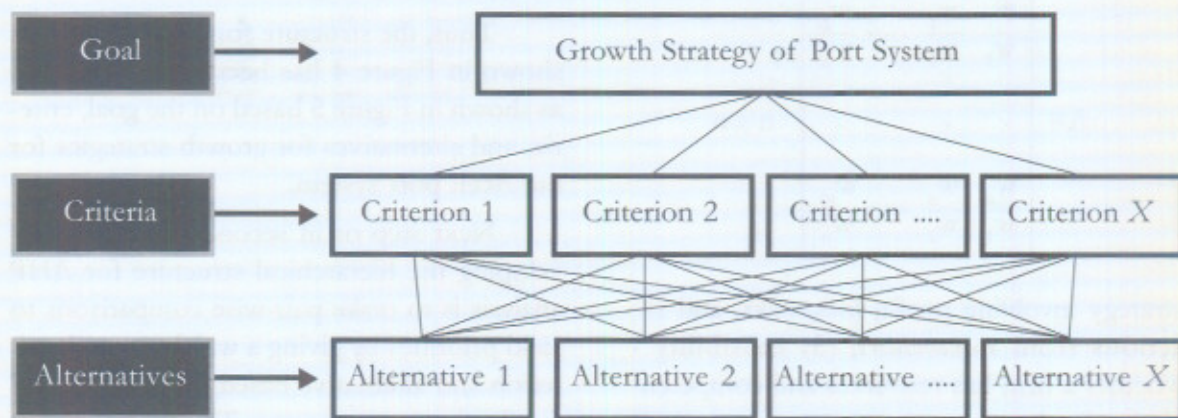 Goal
Growth Strategy of Port System
Criteria
Criterion 1
Criterion 2
Criterion ....
Criterion X
Alternatives
Alternative 1
Alternative 2
Alternative ....
Alternative X